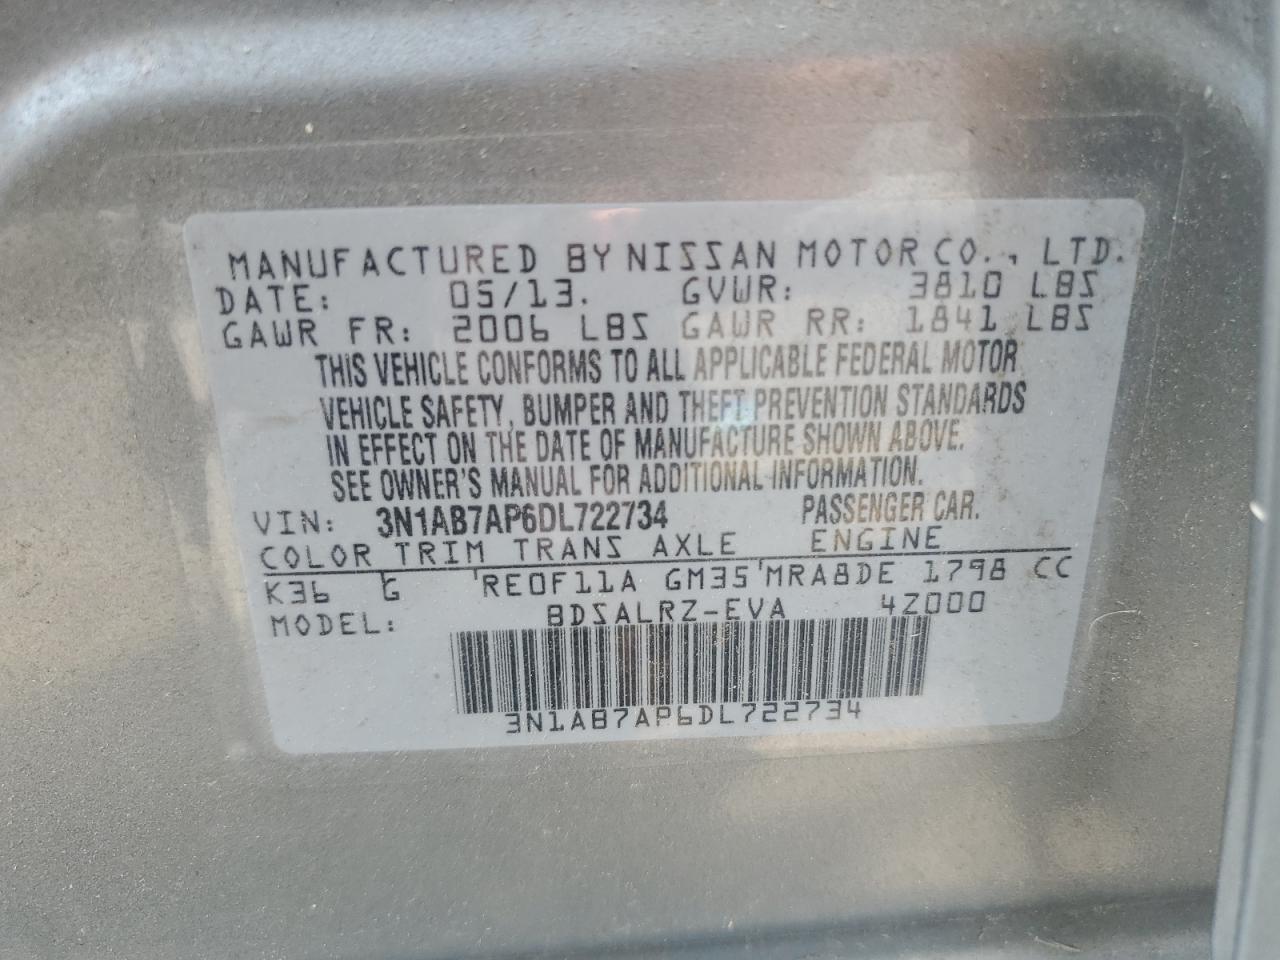 MANUFACTURED BY NISSAN MOTOR CO., LTD.
DATE: 05/13. GVWR: 3810 LBS
GAWR FR: 2006 LBS GAWR RR: 1841 LBS
THIS VEHICLE CONFORMS TO ALL APPLICABLE FEDERAL MOTOR
VEHICLE SAFETY, BUMPER AND THEFT PREVENTION STANDARDS
IN EFFECT ON THE DATE OF MANUFACTURE SHOWN ABOVE.
SEE OWNER'S MANUAL FOR ADDITIONAL INFORMATION.
VIN: 3N1AB7AP6DL722734 PASSENGER CAR.
COLOR TRIM TRANS AXLE ENGINE
K36 G RE0F11A GM35 MRA8DE 1798 CC
MODEL: BDSALRZ-EVA 4Z000
3N1AB7AP6DL722734